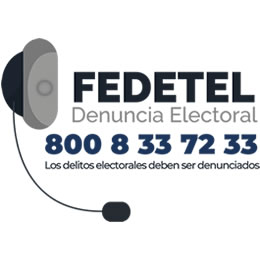 FEDETEL
Denuncia Electoral
800 8 33 72 33
Los delitos electorales deben ser denunciados